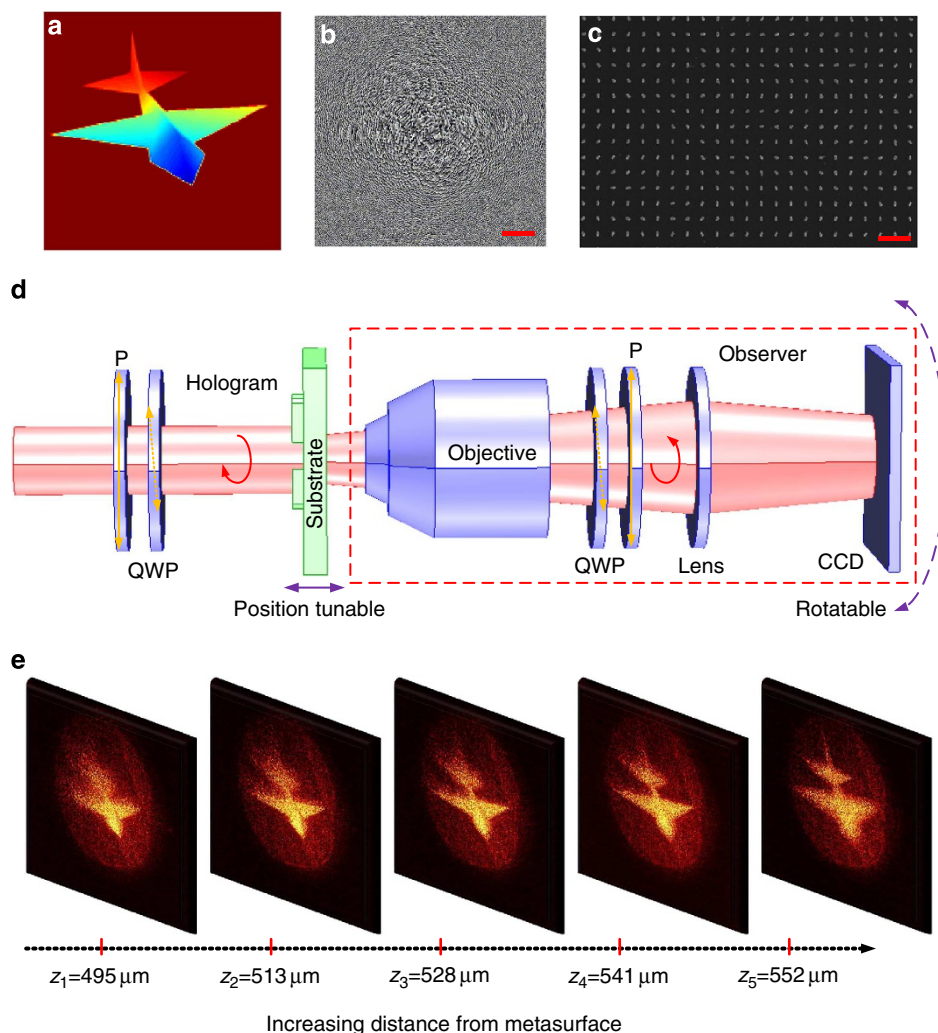 a
b
c
d
P
Hologram
QWP
Substrate
Position tunable
Objective
P
Observer
QWP
Lens
CCD
Rotatable
e
z1=495 μm
z2=513 μm
z3=528 μm
z4=541 μm
z5=552 μm
Increasing distance from metasurface